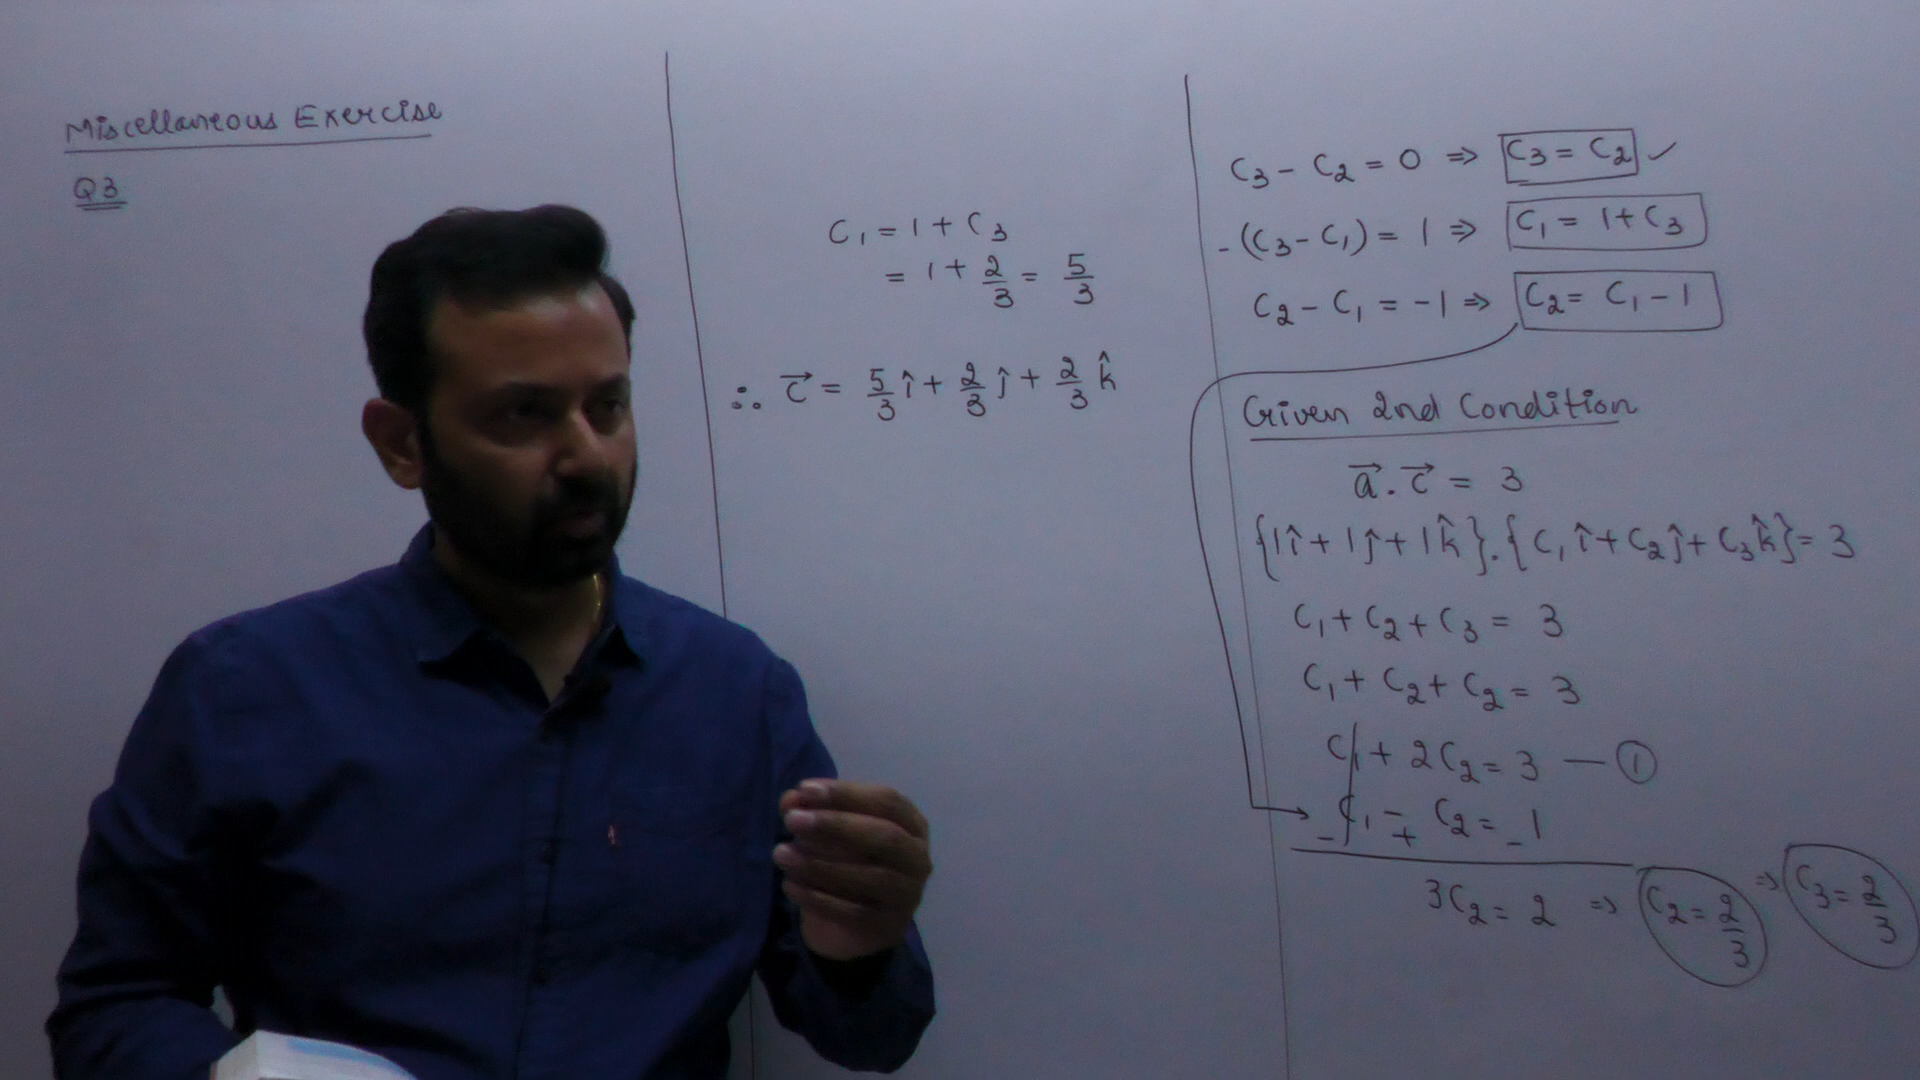 Miscellaneous Exercise
Q3
C₁ = 1 + C₃
= 1 + 2/3 = 5/3
∴ c⃗ = 5/3 î + 2/3 ĵ + 2/3 k̂
C₃ - C₂ = 0 ⇒ C₃ = C₂ ✓
-(C₃ - C₁) = 1 ⇒ C₁ = 1 + C₃
C₂ - C₁ = -1 ⇒ C₂ = C₁ - 1
Given 2nd Condition
a⃗ . c⃗ = 3
{1î + 1ĵ + 1k̂}.{C₁î + C₂ĵ + C₃k̂} = 3
C₁ + C₂ + C₃ = 3
C₁ + C₂ + C₂ = 3
C₁ + 2C₂ = 3 — ①
C₁ - C₂ = 1
- + -
3C₂ = 2 ⇒ C₂ = 2/3 ⇒ C₃ = 2/3